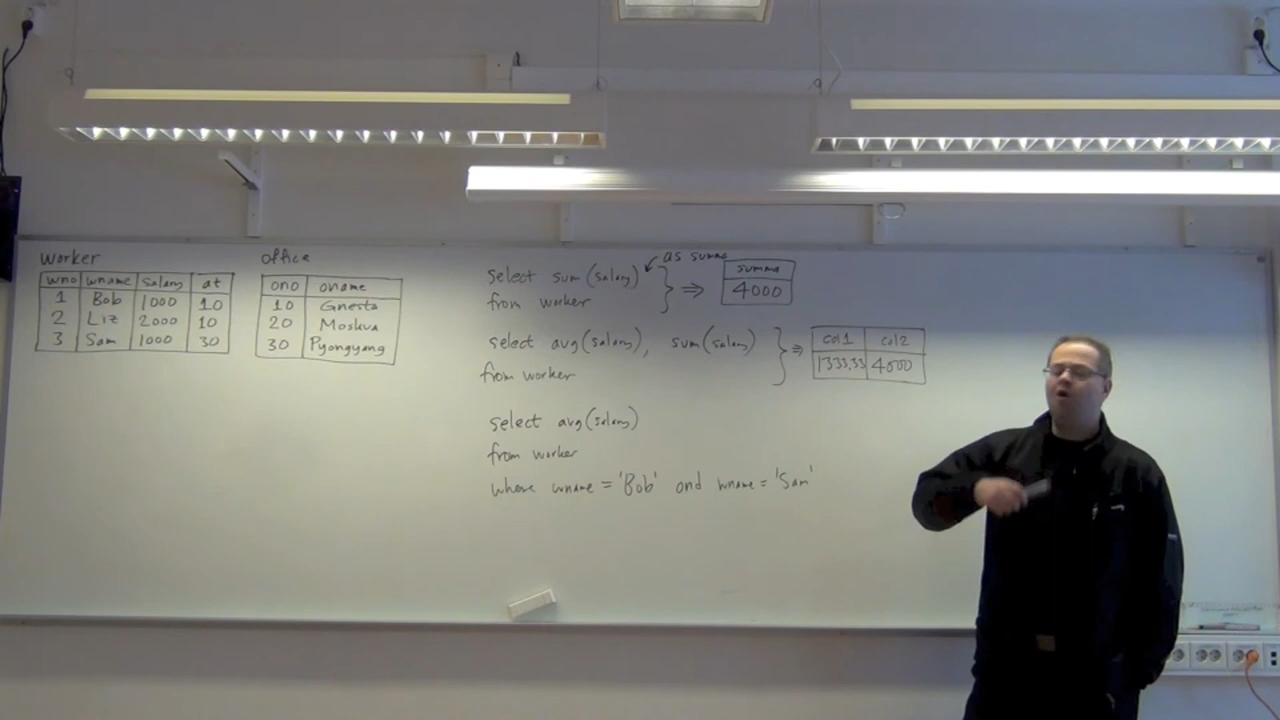 Worker
wno wname salary at
1 Bob 1000 10
2 Liz 2000 10
3 Sam 1000 30
office
ono oname
10 Gnesta
20 Moskva
30 Pyongyang
as summa
select sum(salary)
from worker
} ⇒
summa
4000
select avg(salary), sum(salary)
from worker
} ⇒
col1 col2
1333,33 4000
select avg(salary)
from worker
where wname = 'Bob' and wname = 'Sam'